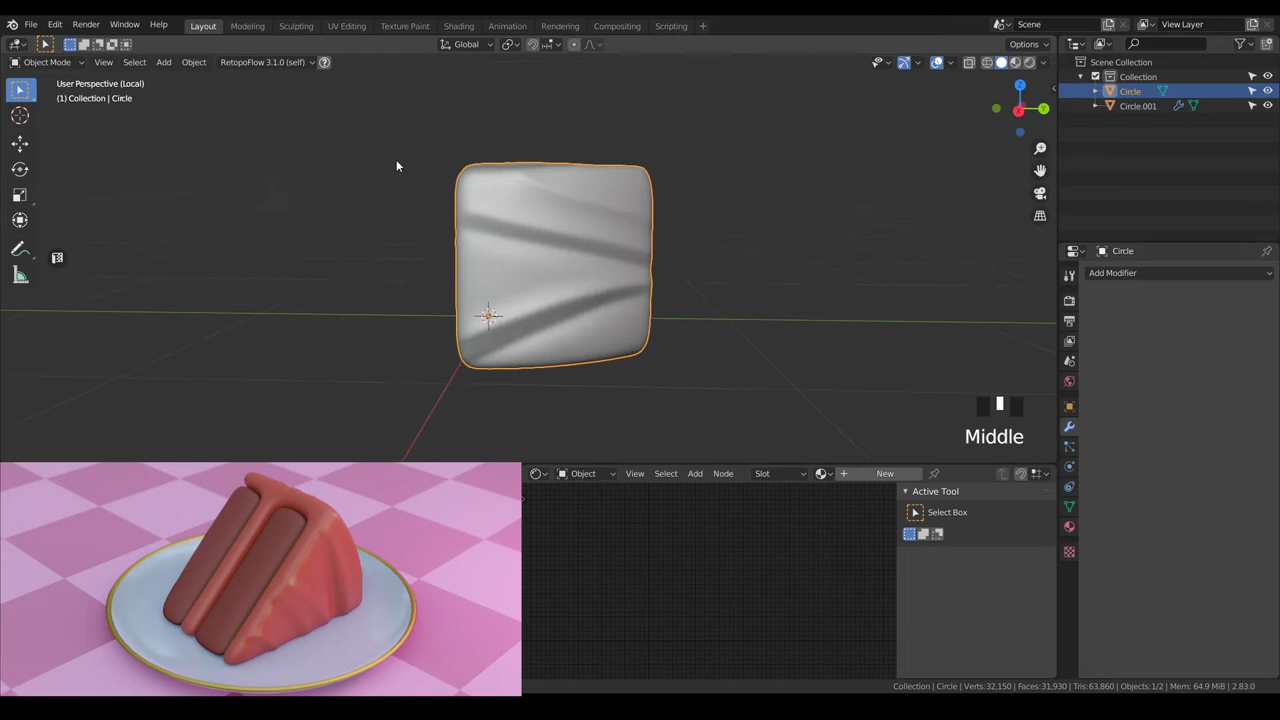 File Edit Render Window Help Layout Modeling Sculpting UV Editing Texture Paint Shading Animation Rendering Compositing Scripting + Scene View Layer
Global Options
Object Mode View Select Add Object RetopoFlow 3.1.0 (self)
User Perspective (Local)
(1) Collection | Circle
Scene Collection
Collection
Circle
Circle.001
Y
Circle
Add Modifier
Middle
Object View Select Add Node Slot New
Active Tool
Select Box
Collection | Circle | Verts:32,150 | Faces:31,930 | Tris:63,860 | Objects:1/2 | Mem: 64.9 MiB | 2.83.0